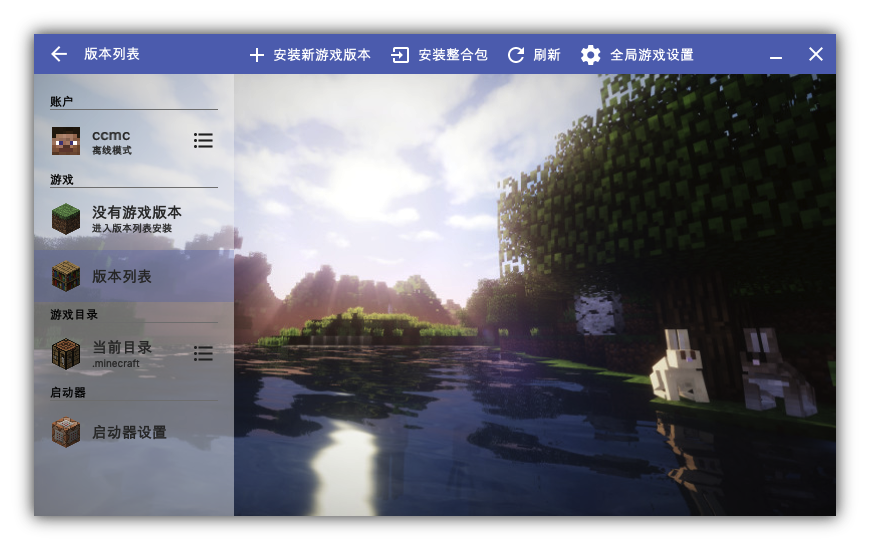 版本列表
安装新游戏版本
安装整合包
刷新
全局游戏设置
账户
ccmc
离线模式
游戏
没有游戏版本
进入版本列表安装
版本列表
游戏目录
当前目录
.minecraft
启动器
启动器设置